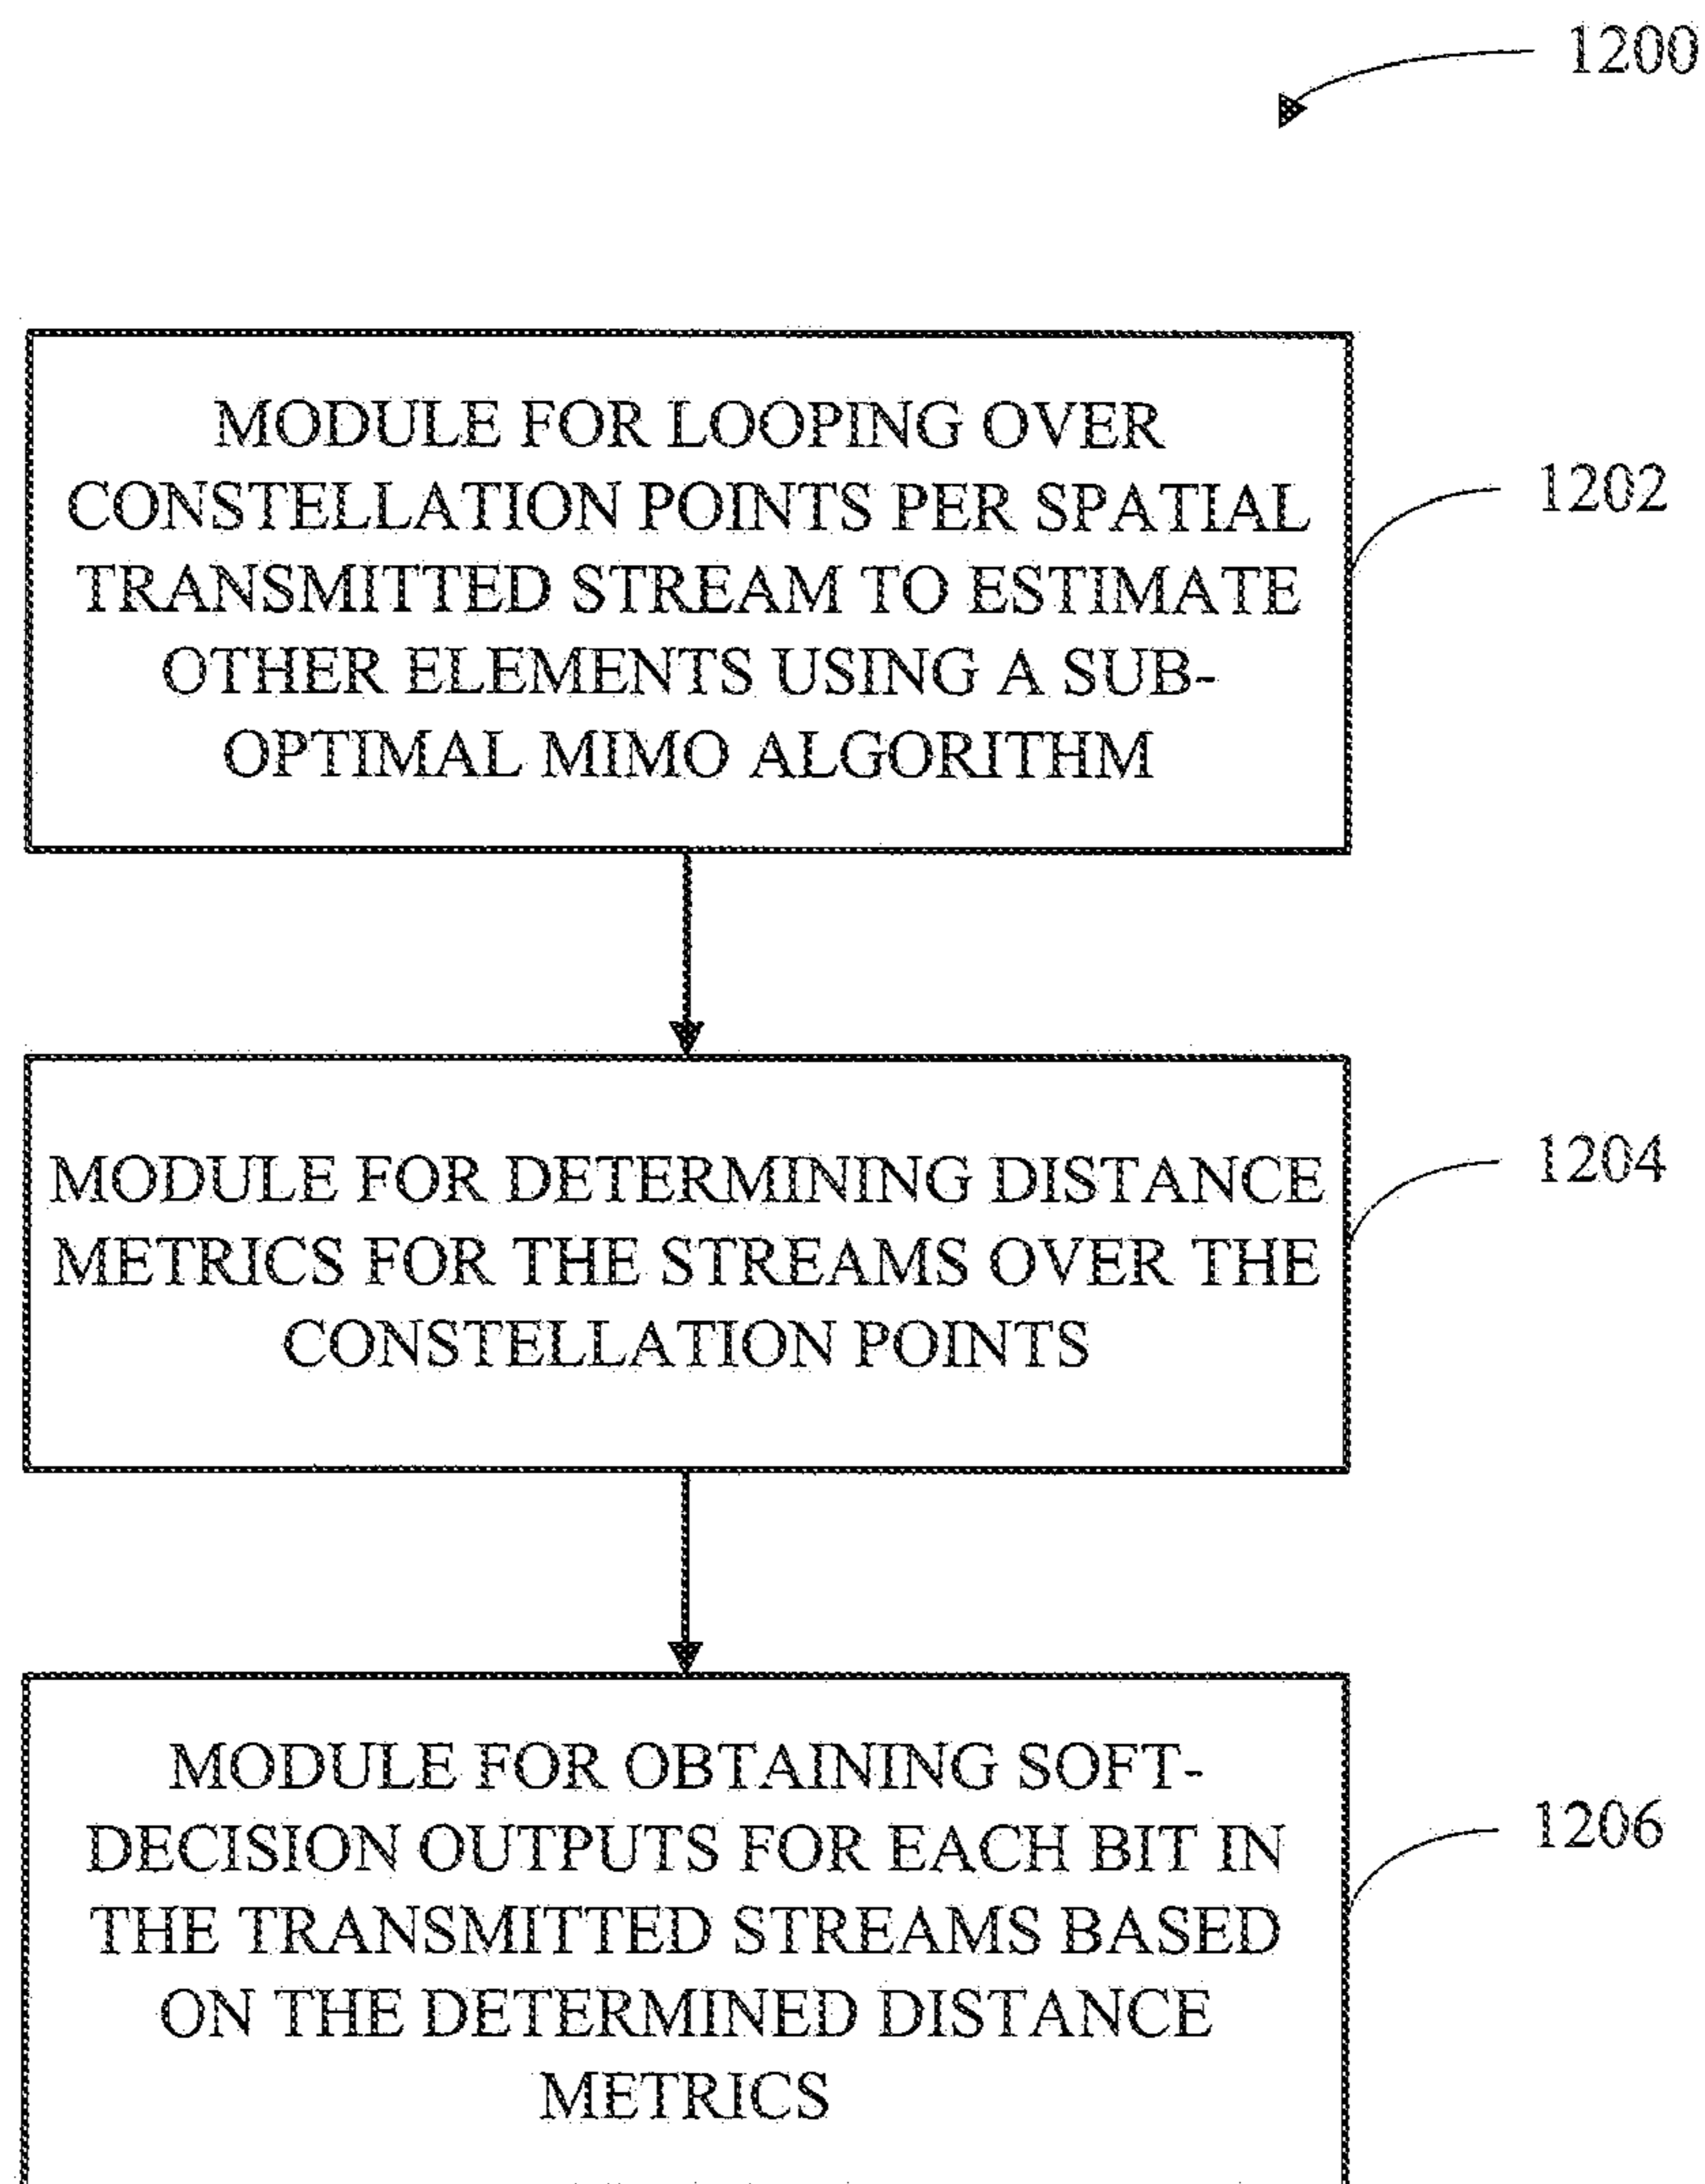 1200
MODULE FOR LOOPING OVER
CONSTELLATION POINTS PER SPATIAL
TRANSMITTED STREAM TO ESTIMATE
OTHER ELEMENTS USING A SUB-
OPTIMAL MIMO ALGORITHM
1202
MODULE FOR DETERMINING DISTANCE
METRICS FOR THE STREAMS OVER THE
CONSTELLATION POINTS
1204
MODULE FOR OBTAINING SOFT-
DECISION OUTPUTS FOR EACH BIT IN
THE TRANSMITTED STREAMS BASED
ON THE DETERMINED DISTANCE
METRICS
1206